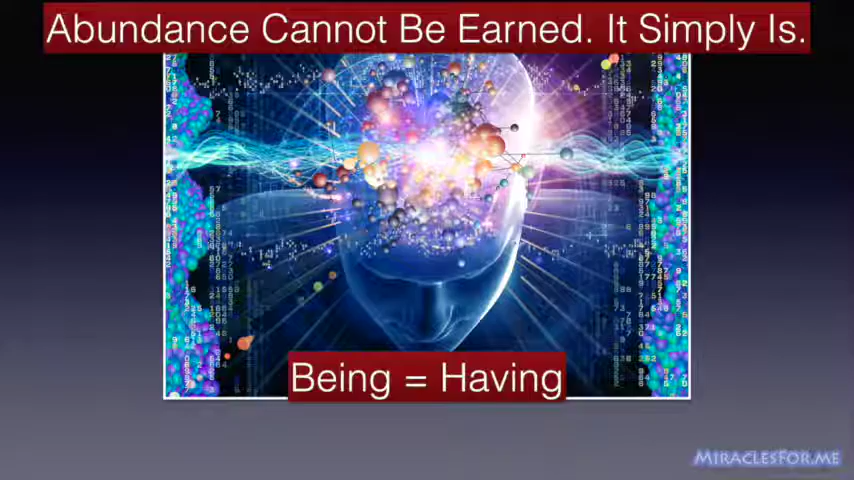 Abundance Cannot Be Earned. It Simply Is.
Being = Having
MiraclesFor.me